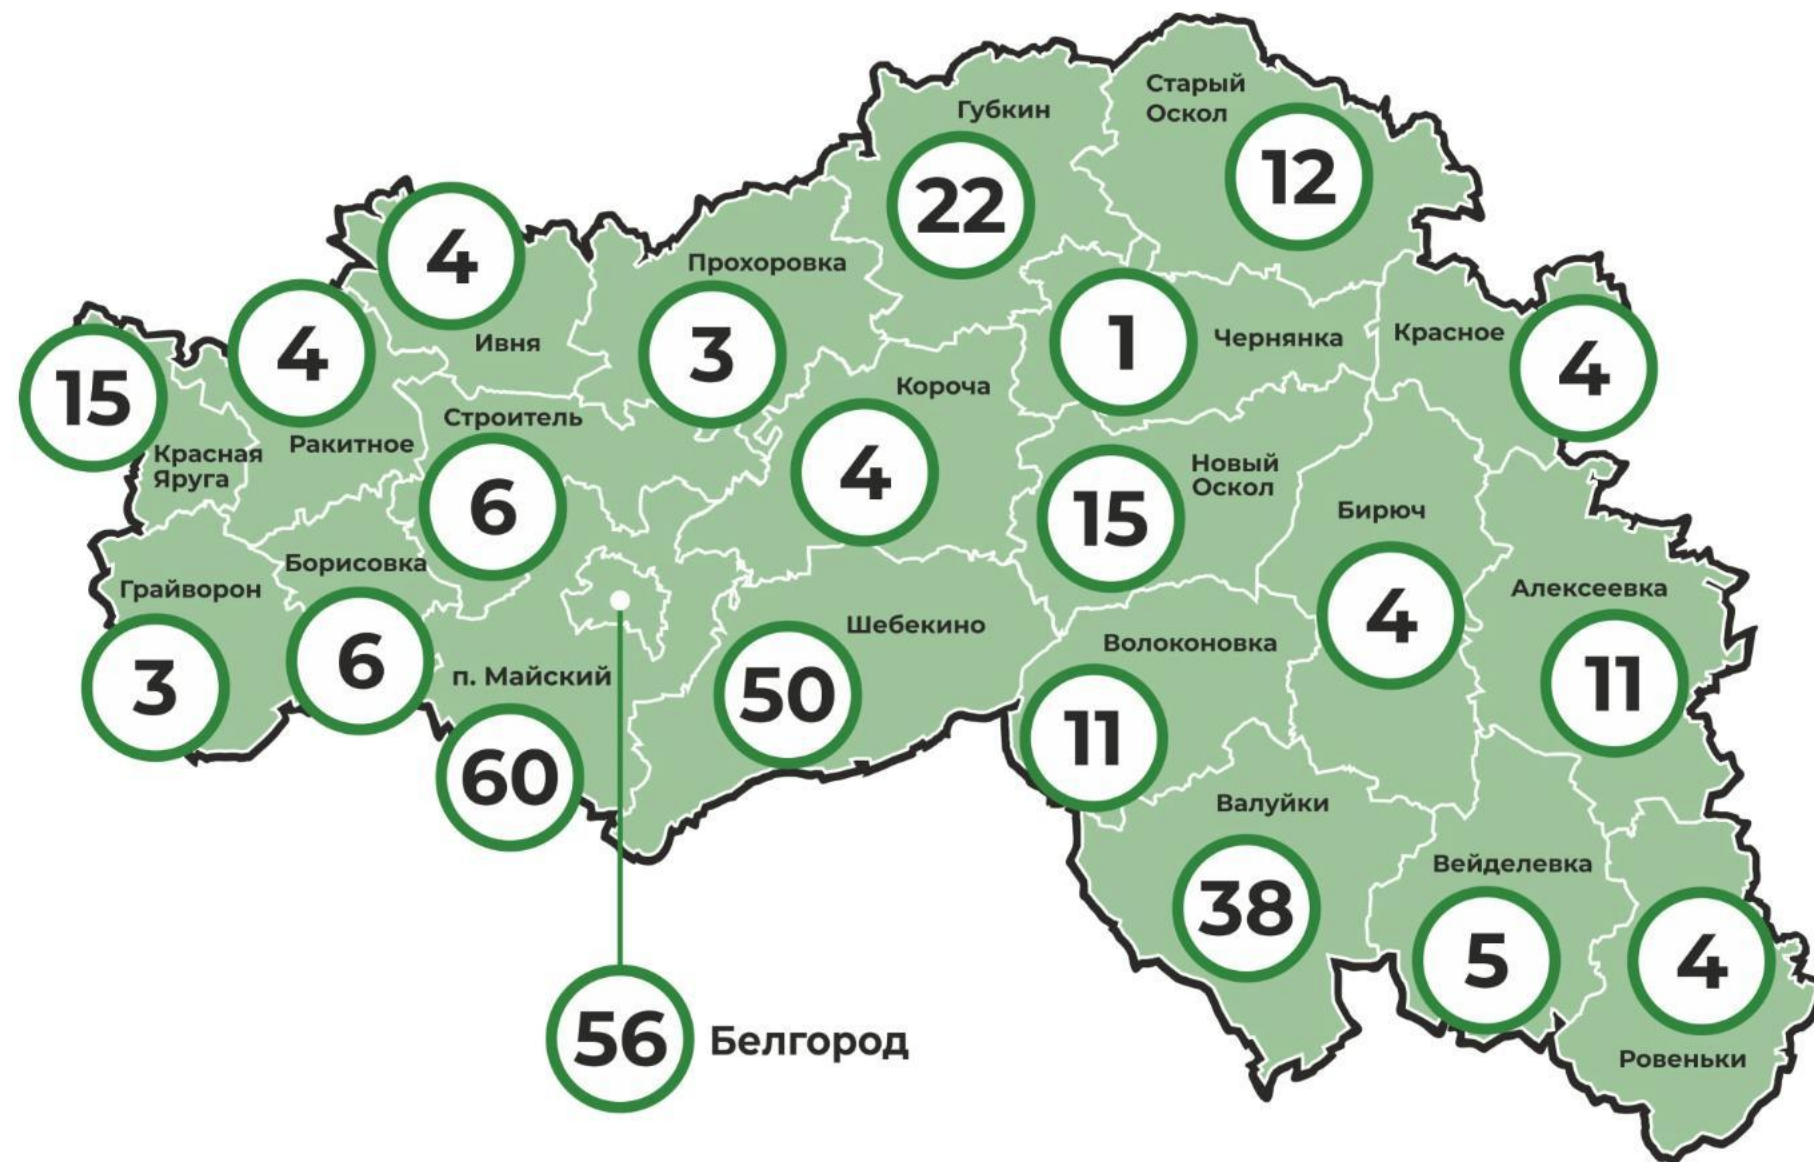 Старый
Оскол
12
Губкин
22
4
Ивня
Прохоровка
3
4
Ракитное
15
Красная
Яруга
1
Чернянка
Красное
4
Короча
4
Строитель
6
Новый
Оскол
15
Бирюч
4
Алексеевка
11
Борисовка
6
Грайворон
3
п. Майский
60
Шебекино
50
Волоконовка
11
Валуйки
38
Вейделевка
5
4
Ровеньки
56
Белгород